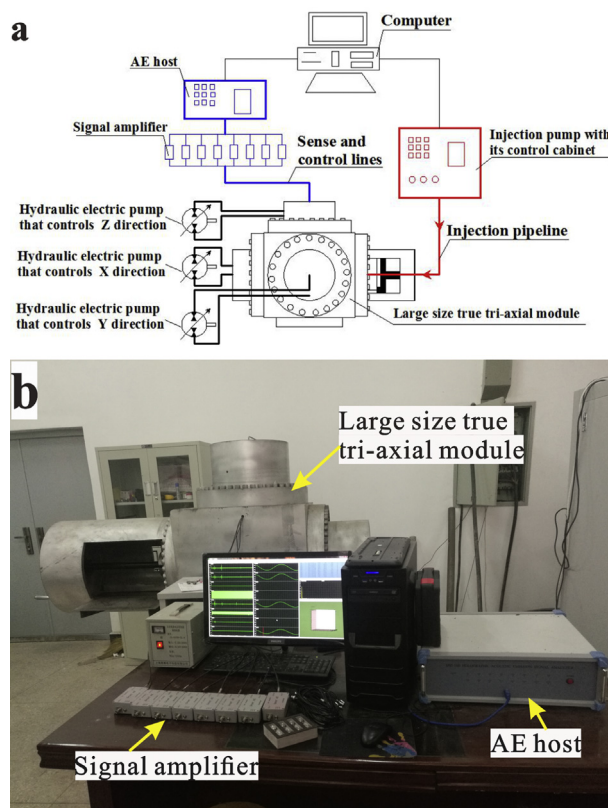 a
Computer
AE host
Signal amplifier
Sense and
control lines
Injection pump with
its control cabinet
Hydraulic electric pump
that controls Z direction
Injection pipeline
Hydraulic electric pump
that controls X direction
Hydraulic electric pump
that controls Y direction
Large size true tri-axial module
b
Large size true
tri-axial module
Signal amplifier
AE host